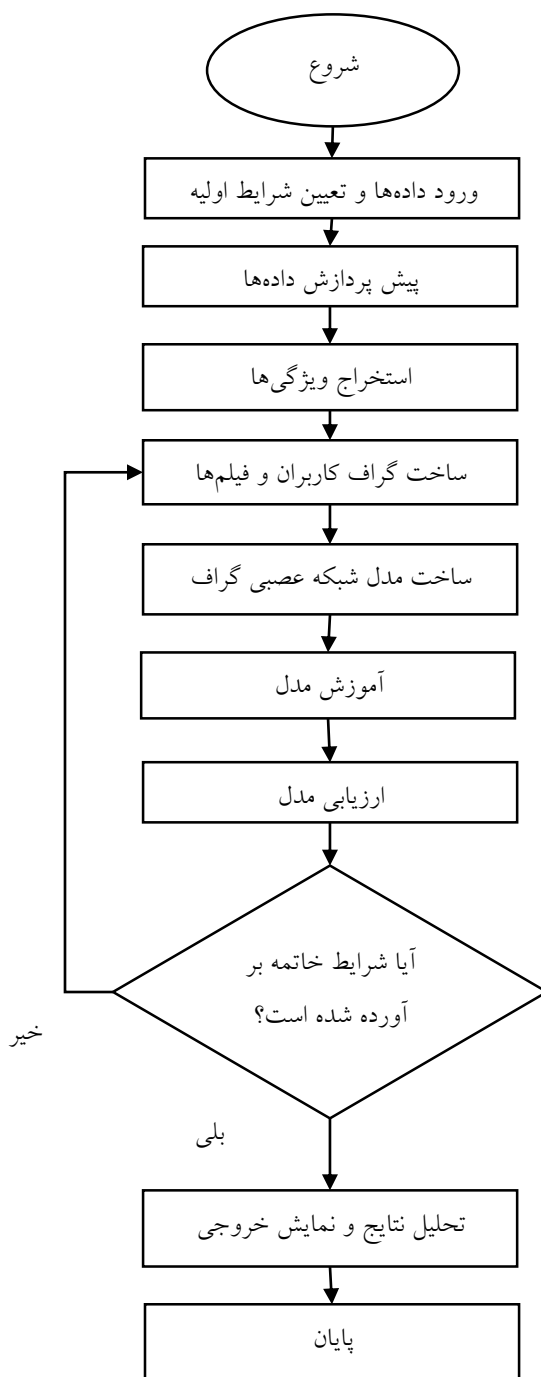 شروع
ورود داده‌ها و تعیین شرایط اولیه
پیش پردازش داده‌ها
استخراج ویژگی‌ها
ساخت گراف کاربران و فیلم‌ها
ساخت مدل شبکه عصبی گراف
آموزش مدل
ارزیابی مدل
آیا شرایط خاتمه بر
آورده شده است؟
خیر
بلی
تحلیل نتایج و نمایش خروجی
پایان